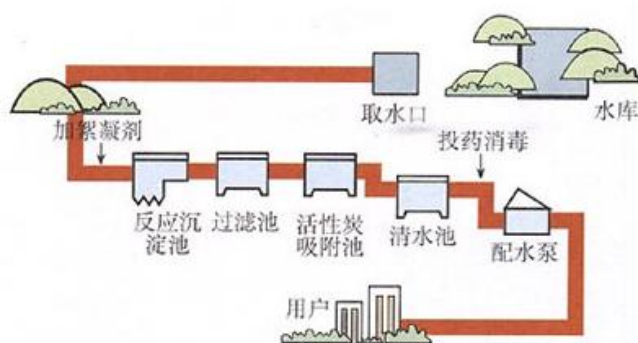 取水口
水库
加絮凝剂
投药消毒
反应沉
淀池
过滤池
活性炭
吸附池
清水池
配水泵
用户